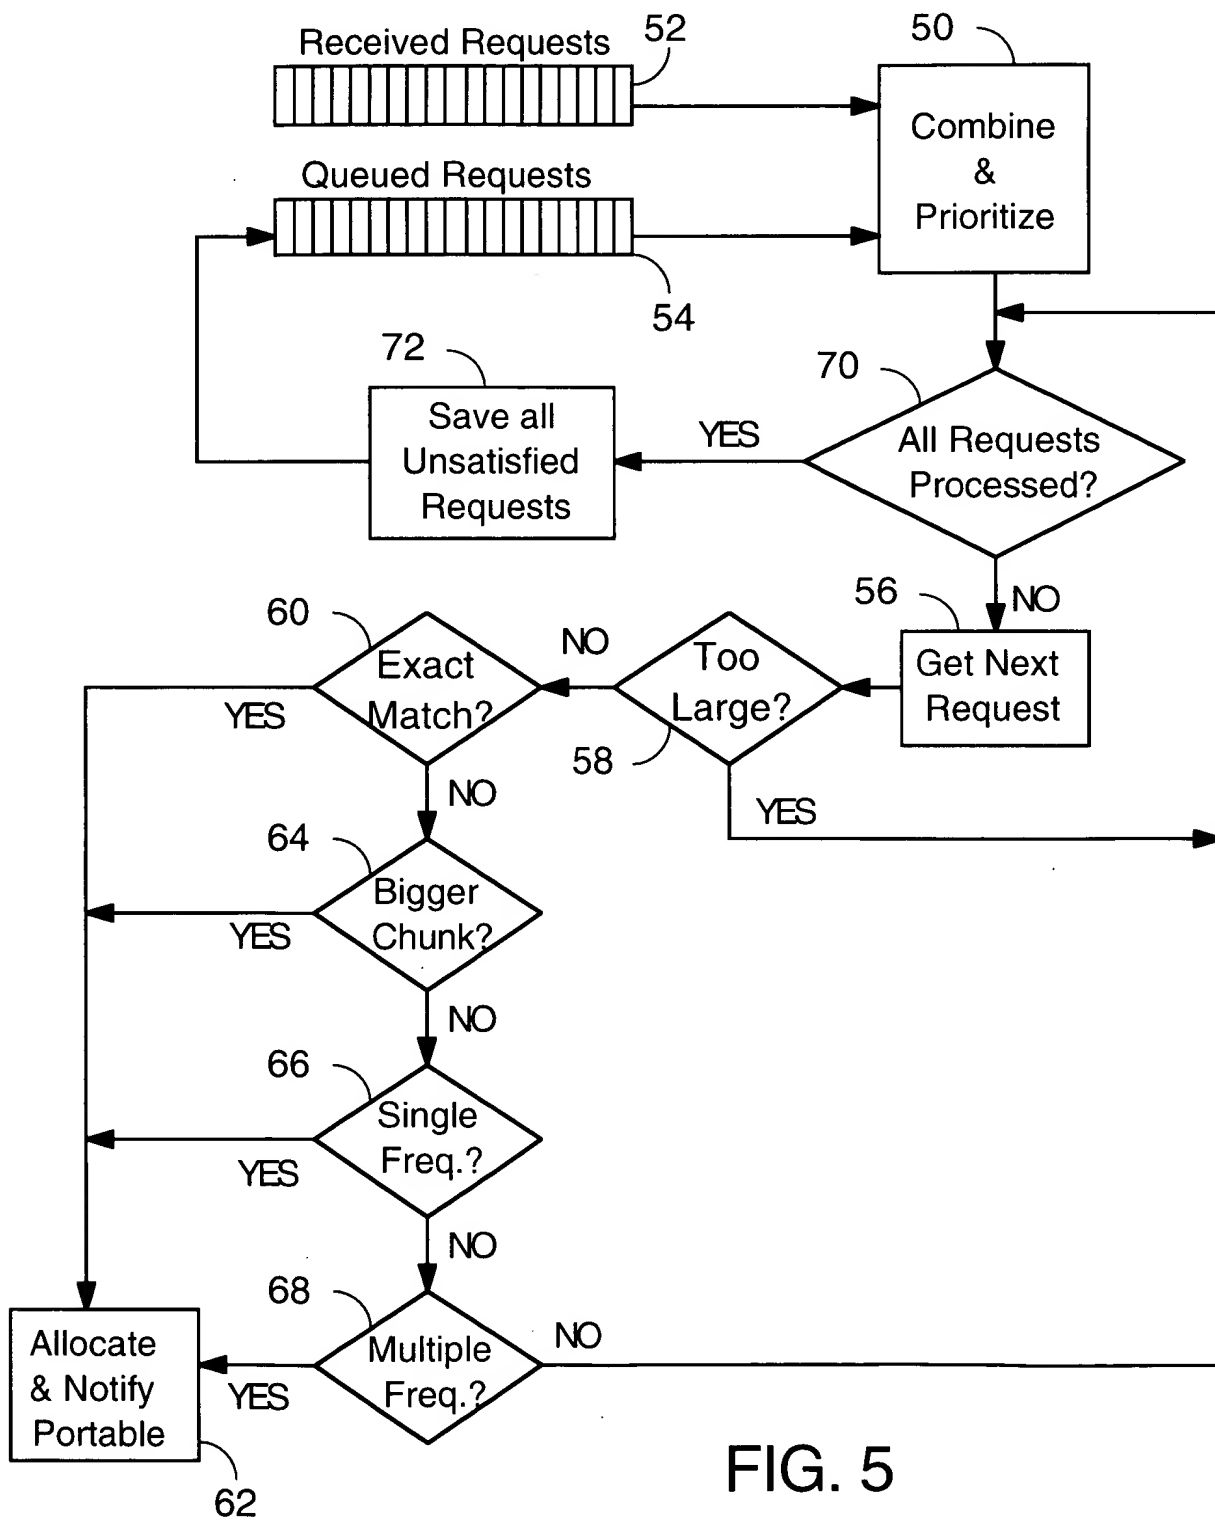 Received Requests
52
50
Combine
&
Prioritize
Queued Requests
54
72
Save all
Unsatisfied
Requests
YES
70
All Requests
Processed?
NO
56
Get Next
Request
60
Exact
Match?
NO
Too
Large?
58
YES
YES
NO
64
Bigger
Chunk?
YES
NO
66
Single
Freq.?
YES
NO
68
Multiple
Freq.?
NO
YES
Allocate
& Notify
Portable
62
FIG. 5